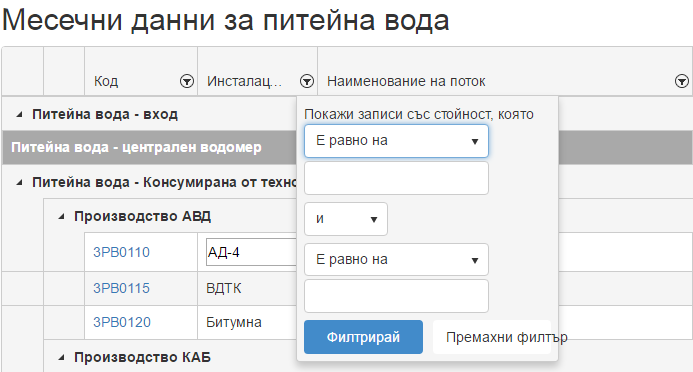 Месечни данни за питейна вода
Код Инсталац... Наименование на поток
Питейна вода - вход
Покажи записи със стойност, която
Е равно на
Питейна вода - централен водомер
Питейна вода - Консумирана от техно
и
Производство АВД
3РВ0110 АД-4
Е равно на
3РВ0115 ВДТК
3РВ0120 Битумна
Филтрирай Премахни филтър
Производство КАБ